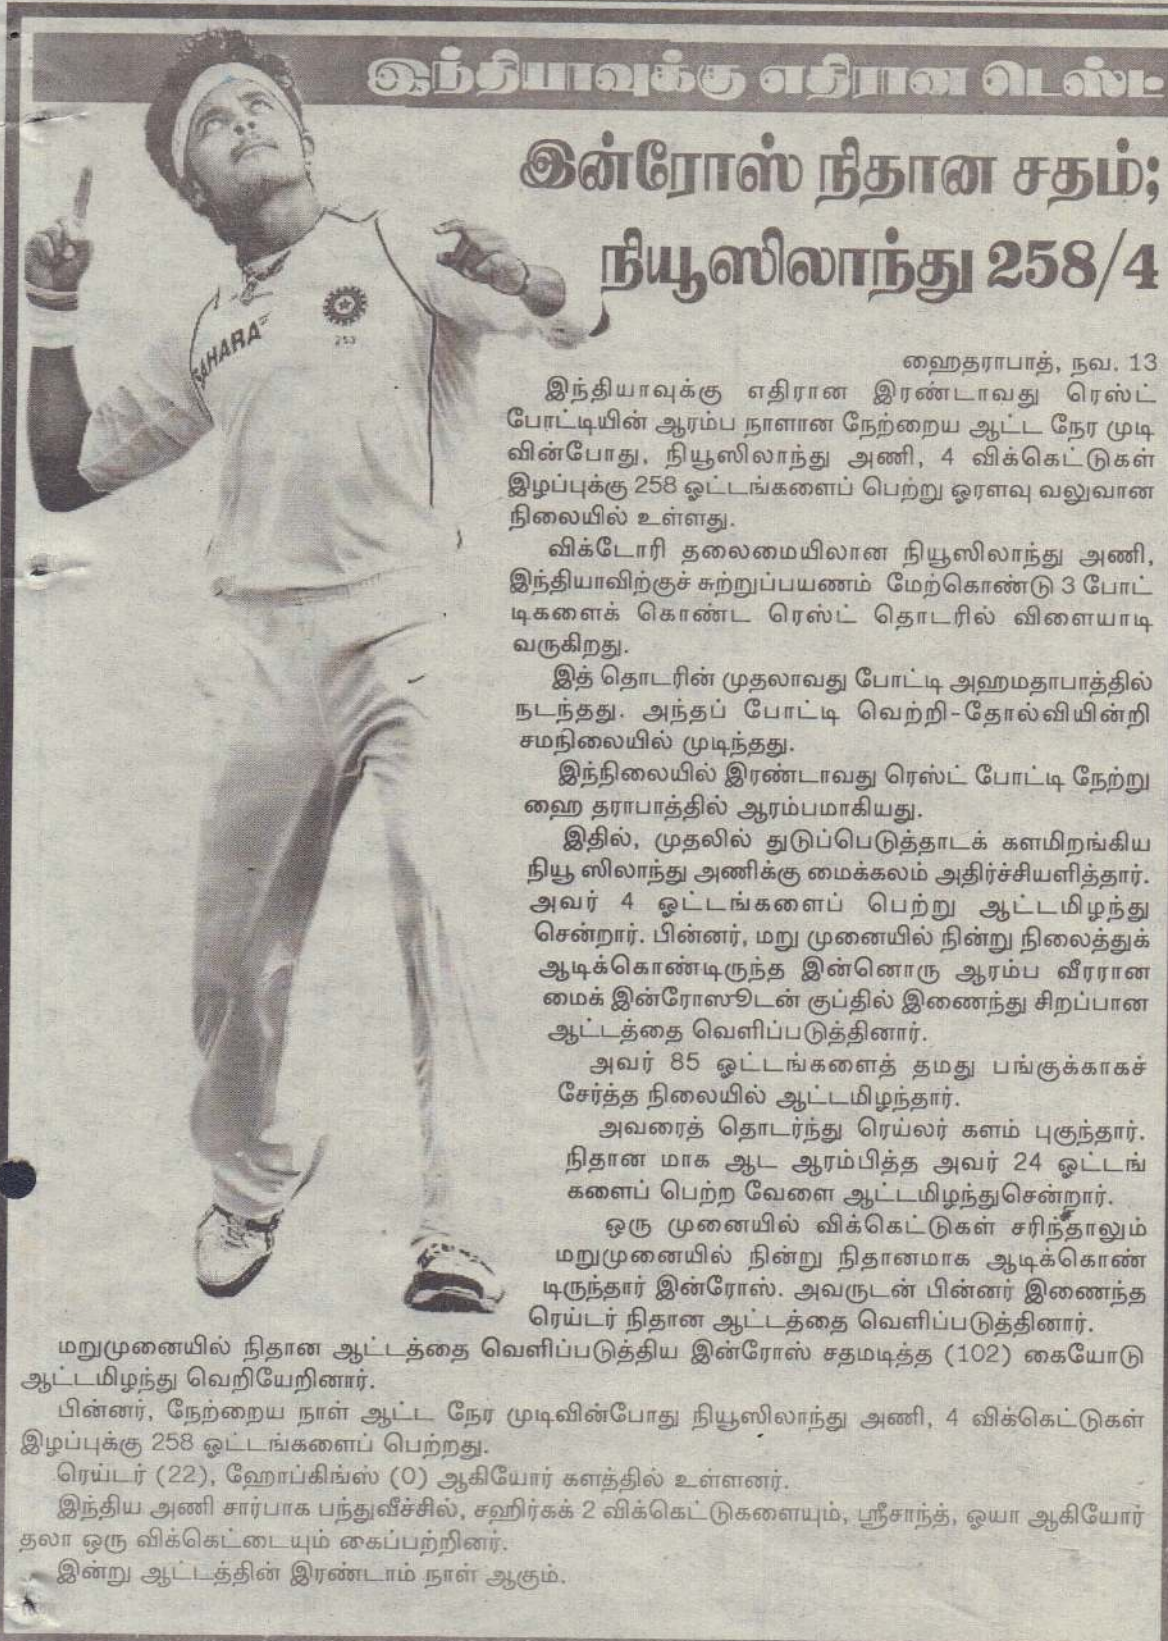 இந்தியாவுக்கு எதிரான டெஸ்ட்
இன்ரோஸ் நிதான சதம்;
நியூஸிலாந்து 258/4
SAHARA
253
ஹைதராபாத், நவ. 13
இந்தியாவுக்கு எதிரான இரண்டாவது ரெஸ்ட்
போட்டியின் ஆரம்ப நாளான நேற்றைய ஆட்ட நேர முடி
வின்போது, நியூஸிலாந்து அணி, 4 விக்கெட்டுகள்
இழப்புக்கு 258 ஓட்டங்களைப் பெற்று ஓரளவு வலுவான
நிலையில் உள்ளது.
விக்டோரி தலைமையிலான நியூஸிலாந்து அணி,
இந்தியாவிற்குச் சுற்றுப்பயணம் மேற்கொண்டு 3 போட்
டிகளைக் கொண்ட ரெஸ்ட் தொடரில் விளையாடி
வருகிறது.
இத் தொடரின் முதலாவது போட்டி அஹமதாபாத்தில்
நடந்தது. அந்தப் போட்டி வெற்றி-தோல்வியின்றி
சமநிலையில் முடிந்தது.
இந்நிலையில் இரண்டாவது ரெஸ்ட் போட்டி நேற்று
ஹை தராபாத்தில் ஆரம்பமாகியது.
இதில், முதலில் துடுப்பெடுத்தாடக் களமிறங்கிய
நியூ ஸிலாந்து அணிக்கு மைக்கலம் அதிர்ச்சியளித்தார்.
அவர் 4 ஓட்டங்களைப் பெற்று ஆட்டமிழந்து
சென்றார். பின்னர், மறு முனையில் நின்று நிலைத்துக்
ஆடிக்கொண்டிருந்த இன்னொரு ஆரம்ப வீரரான
மைக் இன்ரோஸூடன் குப்தில் இணைந்து சிறப்பான
ஆட்டத்தை வெளிப்படுத்தினார்.
அவர் 85 ஓட்டங்களைத் தமது பங்குக்காகச்
சேர்த்த நிலையில் ஆட்டமிழந்தார்.
அவரைத் தொடர்ந்து ரெய்லர் களம் புகுந்தார்.
நிதான மாக ஆட ஆரம்பித்த அவர் 24 ஓட்டங்
களைப் பெற்ற வேளை ஆட்டமிழந்துசென்றார்.
ஒரு முனையில் விக்கெட்டுகள் சரிந்தாலும்
மறுமுனையில் நின்று நிதானமாக ஆடிக்கொண்
டிருந்தார் இன்ரோஸ். அவருடன் பின்னர் இணைந்த
ரெய்டர் நிதான ஆட்டத்தை வெளிப்படுத்தினார்.
மறுமுனையில் நிதான ஆட்டத்தை வெளிப்படுத்திய இன்ரோஸ் சதமடித்த (102) கையோடு
ஆட்டமிழந்து வெறியேறினார்.
பின்னர், நேற்றைய நாள் ஆட்ட நேர முடிவின்போது நியூஸிலாந்து அணி, 4 விக்கெட்டுகள்
இழப்புக்கு 258 ஓட்டங்களைப் பெற்றது.
ரெய்டர் (22), ஹோப்கிங்ஸ் (0) ஆகியோர் களத்தில் உள்ளனர்.
இந்திய அணி சார்பாக பந்துவீச்சில், சஹிர்கக் 2 விக்கெட்டுகளையும், ஸ்ரீசாந்த், ஓயா ஆகியோர்
தலா ஒரு விக்கெட்டையும் கைப்பற்றினர்.
இன்று ஆட்டத்தின் இரண்டாம் நாள் ஆகும்.